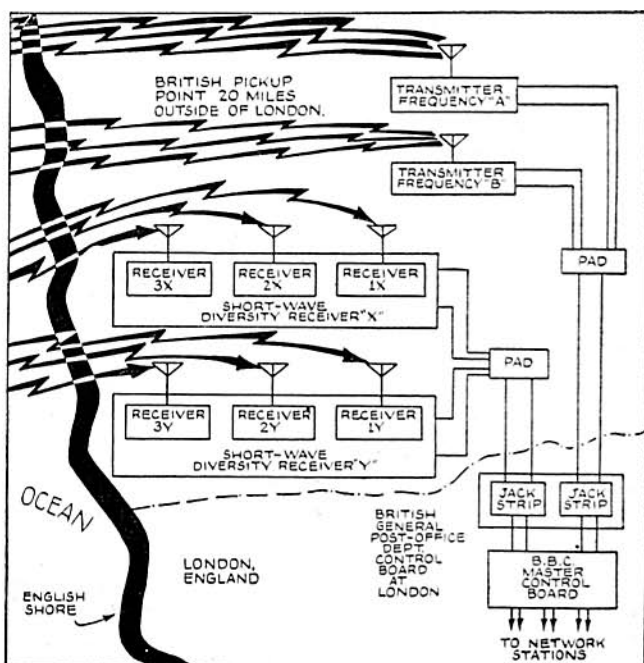 BRITISH PICKUP
POINT 20 MILES
OUTSIDE OF LONDON.
TRANSMITTER
FREQUENCY "A"
TRANSMITTER
FREQUENCY "B"
PAD
RECEIVER
3X
RECEIVER
2X
RECEIVER
1X
SHORT-WAVE
DIVERSITY RECEIVER "X"
PAD
RECEIVER
3Y
RECEIVER
2Y
RECEIVER
1Y
SHORT-WAVE
DIVERSITY RECEIVER "Y"
OCEAN
JACK
STRIP
JACK
STRIP
BRITISH
GENERAL
POST-OFFICE
DEPT.
CONTROL
BOARD
AT
LONDON
LONDON,
ENGLAND
B.B.C.
MASTER
CONTROL
BOARD
ENGLISH
SHORE
TO NETWORK
STATIONS